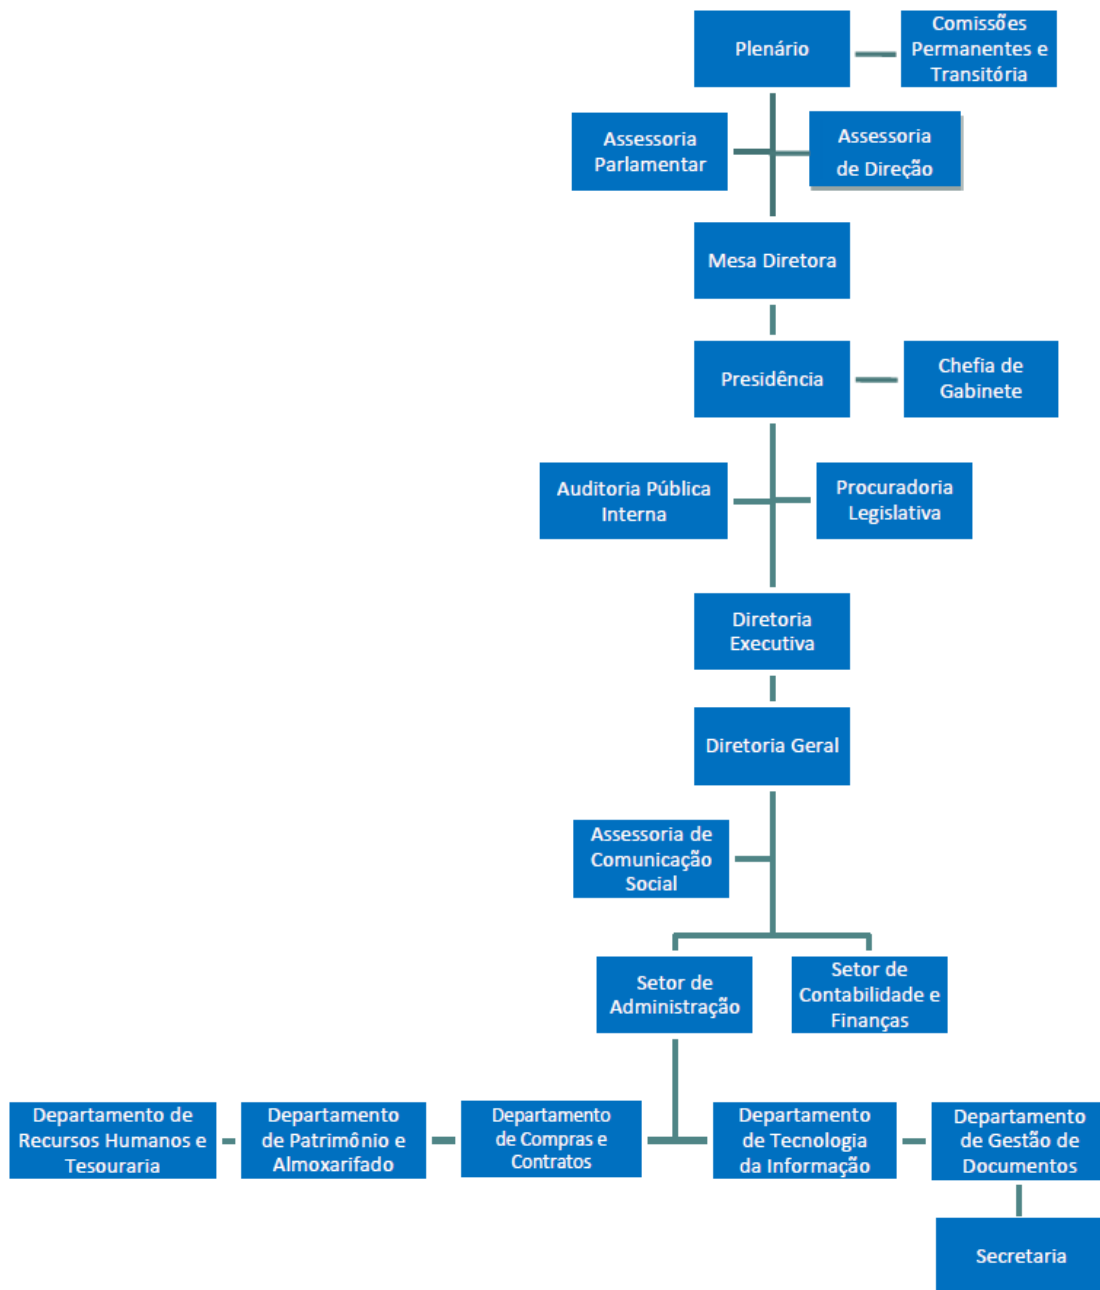 Plenário
Comissões
Permanentes e
Transitória
Assessoria
Parlamentar
Assessoria
de Direção
Mesa Diretora
Presidência
Chefia de
Gabinete
Auditoria Pública
Interna
Procuradoria
Legislativa
Diretoria
Executiva
Diretoria Geral
Assessoria de
Comunicação
Social
Setor de
Administração
Setor de
Contabilidade e
Finanças
Departamento de
Recursos Humanos e
Tesouraria
Departamento
de Patrimônio e
Almoxarifado
Departamento
de Compras e
Contratos
Departamento
de Tecnologia
da Informação
Departamento
de Gestão de
Documentos
Secretaria